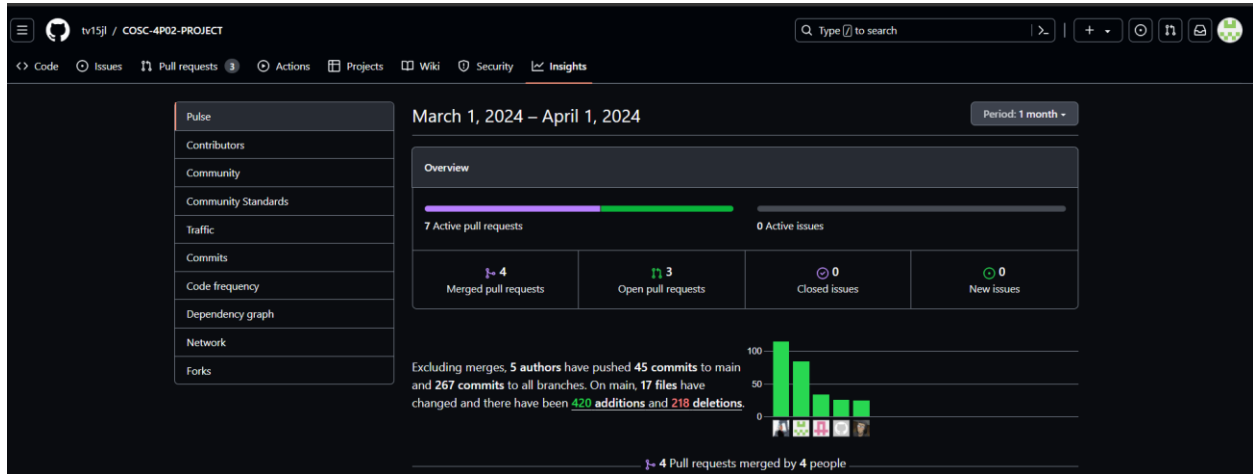 tv15jl / COSC-4P02-PROJECT
Type / to search
Code Issues Pull requests 3 Actions Projects Wiki Security Insights
Pulse
Contributors
Community
Community Standards
Traffic
Commits
Code frequency
Dependency graph
Network
Forks
March 1, 2024 – April 1, 2024
Period: 1 month
Overview
7 Active pull requests
0 Active issues
4
Merged pull requests
3
Open pull requests
0
Closed issues
0
New issues
Excluding merges, 5 authors have pushed 45 commits to main
and 267 commits to all branches. On main, 17 files have
changed and there have been 420 additions and 218 deletions.
100
50
0
4 Pull requests merged by 4 people